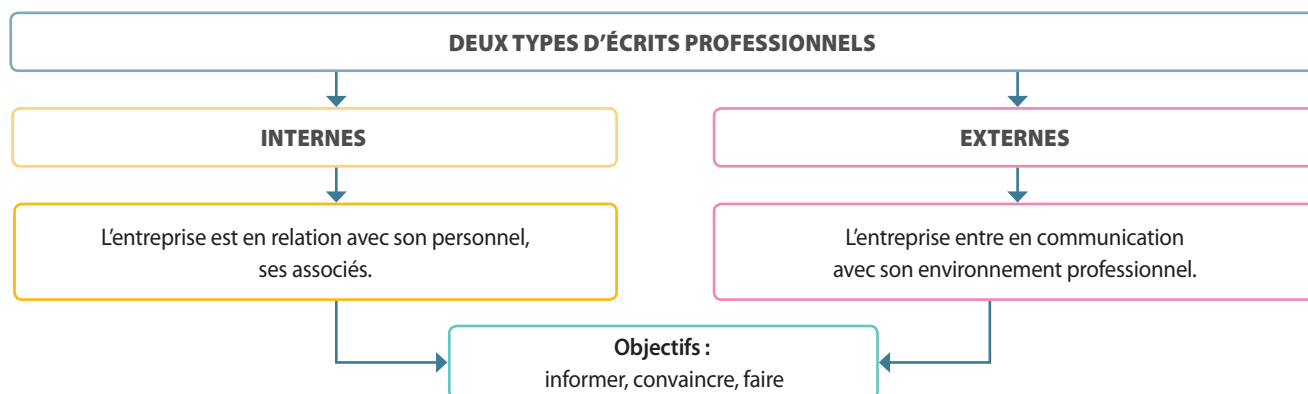 DEUX TYPES D'ÉCRITS PROFESSIONNELS
INTERNES
EXTERNES
L'entreprise est en relation avec son personnel,
ses associés.
L'entreprise entre en communication
avec son environnement professionnel.
Objectifs :
informer, convaincre, faire